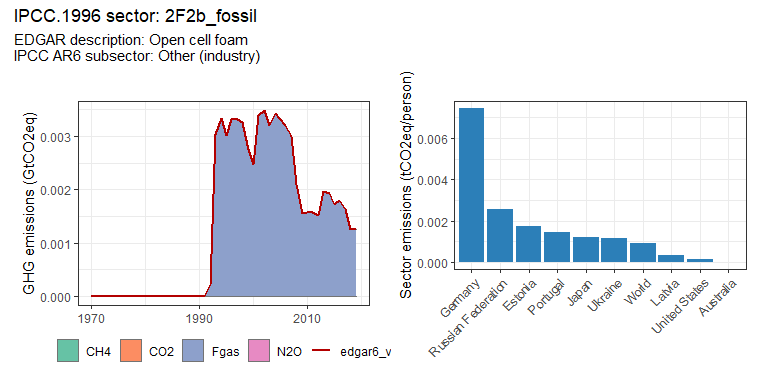 IPCC.1996 sector: 2F2b_fossil
EDGAR description: Open cell foam
IPCC AR6 subsector: Other (industry)
GHG emissions (GtCO2eq)
0.003
0.002
0.001
0.000
1970
1990
2010
CH4
CO2
Fgas
N2O
edgar6_v
Sector emissions (tCO2eq/person)
0.006
0.004
0.002
0.000
Germany
Russian Federation
Estonia
Portugal
Japan
Ukraine
World
Latvia
United States
Australia